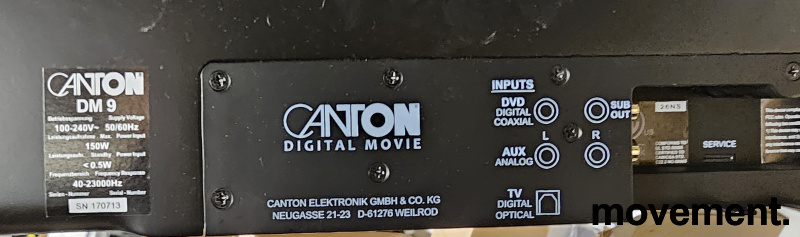 CANTON
DM 9
Betriebsspannung Supply Voltage
100-240V~ 50/60Hz
Leistungsaufnahme Max. Power Input
150W
Leistungsaufn. Standby Power Input
< 0.5W
Frequenzbereich Frequency Response
40-23000Hz
Serien - Nummer Serial - Number
SN 170713
CANTON
DIGITAL MOVIE
CANTON ELEKTRONIK GMBH & CO. KG
NEUGASSE 21-23 D-61276 WEILROD
INPUTS
DVD
DIGITAL
COAXIAL
SUB
OUT
L R
AUX
ANALOG
TV
DIGITAL
OPTICAL
26NS
US
SERVICE
movement.